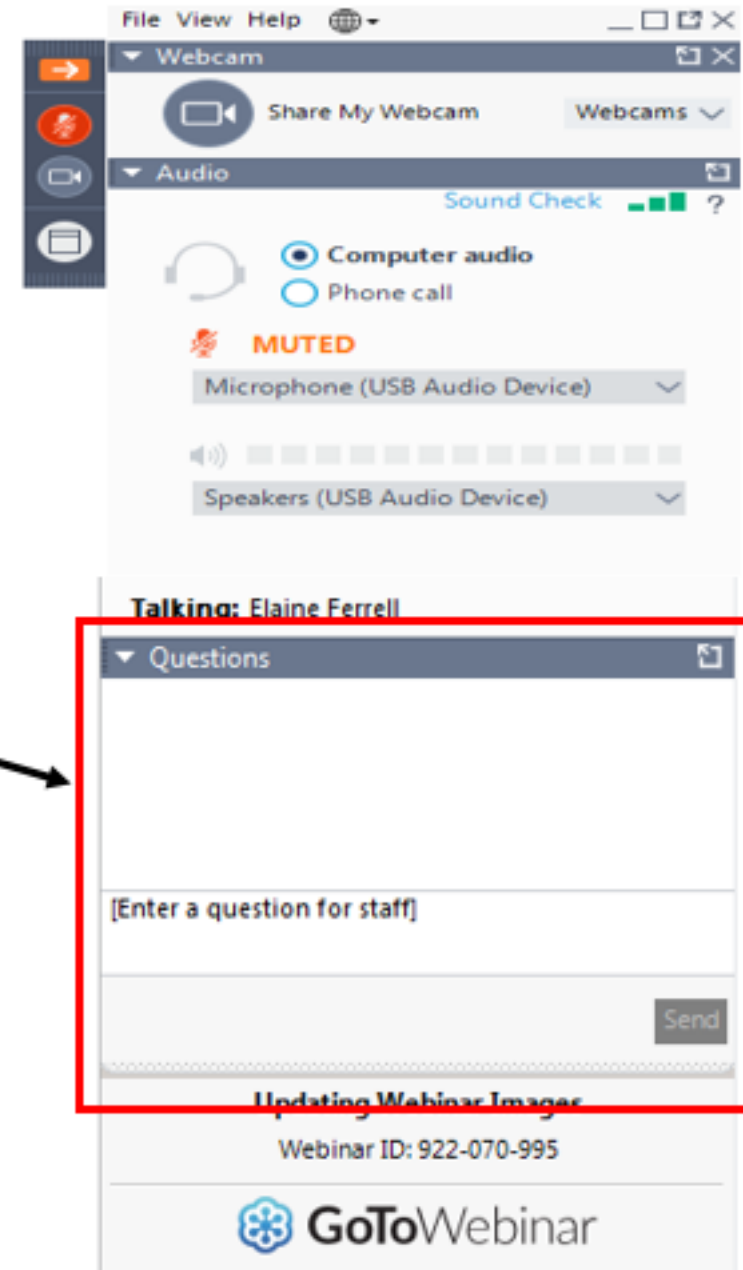 File View Help
Webcam
Share My Webcam Webcams
Audio
Sound Check ?
Computer audio
Phone call
MUTED
Microphone (USB Audio Device)
Speakers (USB Audio Device)
Talking: Elaine Ferrell
Questions
[Enter a question for staff]
Send
Updating Webinar Images
Webinar ID: 922-070-995
GoToWebinar